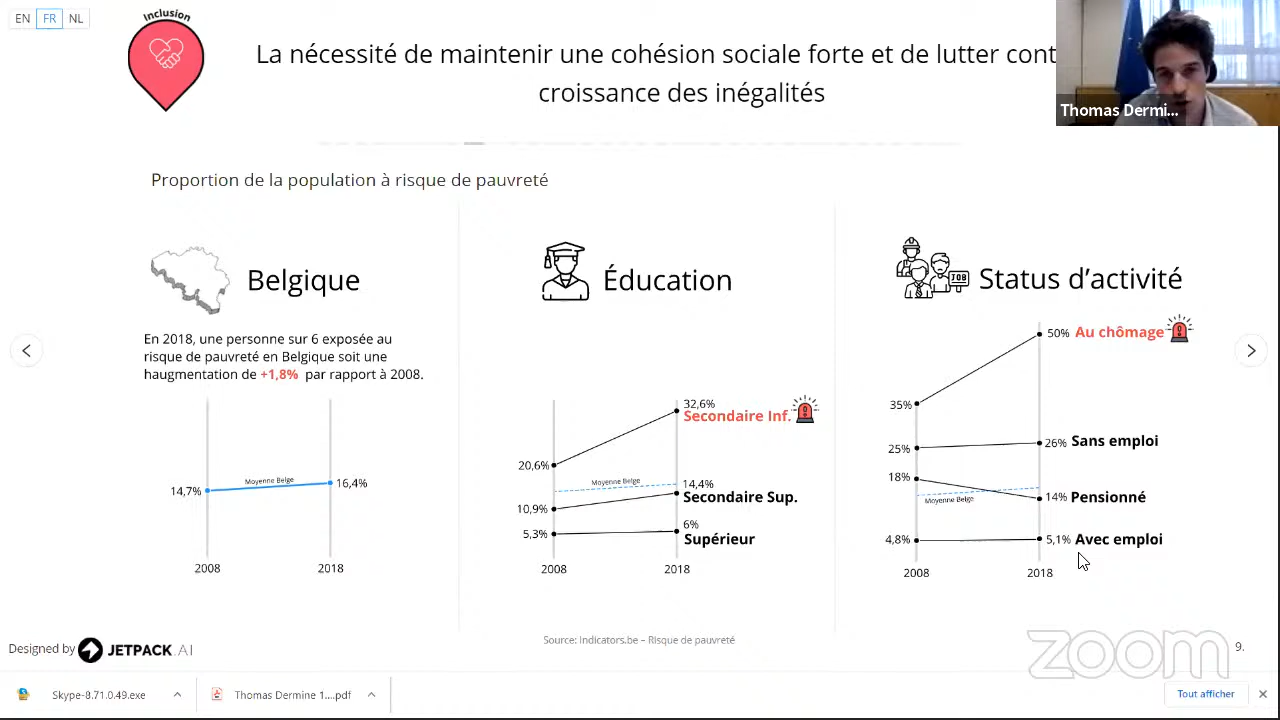 EN FR NL
Inclusion
La nécessité de maintenir une cohésion sociale forte et de lutter cont
croissance des inégalités
Thomas Dermi...
Proportion de la population à risque de pauvreté
Belgique
En 2018, une personne sur 6 exposée au
risque de pauvreté en Belgique soit une
haugmentation de +1,8% par rapport à 2008.
14,7%
Moyenne Belge
16,4%
2008
2018
Éducation
32,6%
Secondaire Inf.
20,6%
Moyenne Belge
14,4%
Secondaire Sup.
10,9%
6%
5,3%
Supérieur
2008
2018
JOB
Status d’activité
50% Au chômage
35%
26% Sans emploi
25%
18%
Moyenne Belge
14% Pensionné
4,8%
5,1% Avec emploi
2008
2018
Source: Indicators.be – Risque de pauvreté
Designed by JETPACK.AI
zoom
9.
Skype-8.71.0.49.exe
Thomas Dermine 1....pdf
Tout afficher